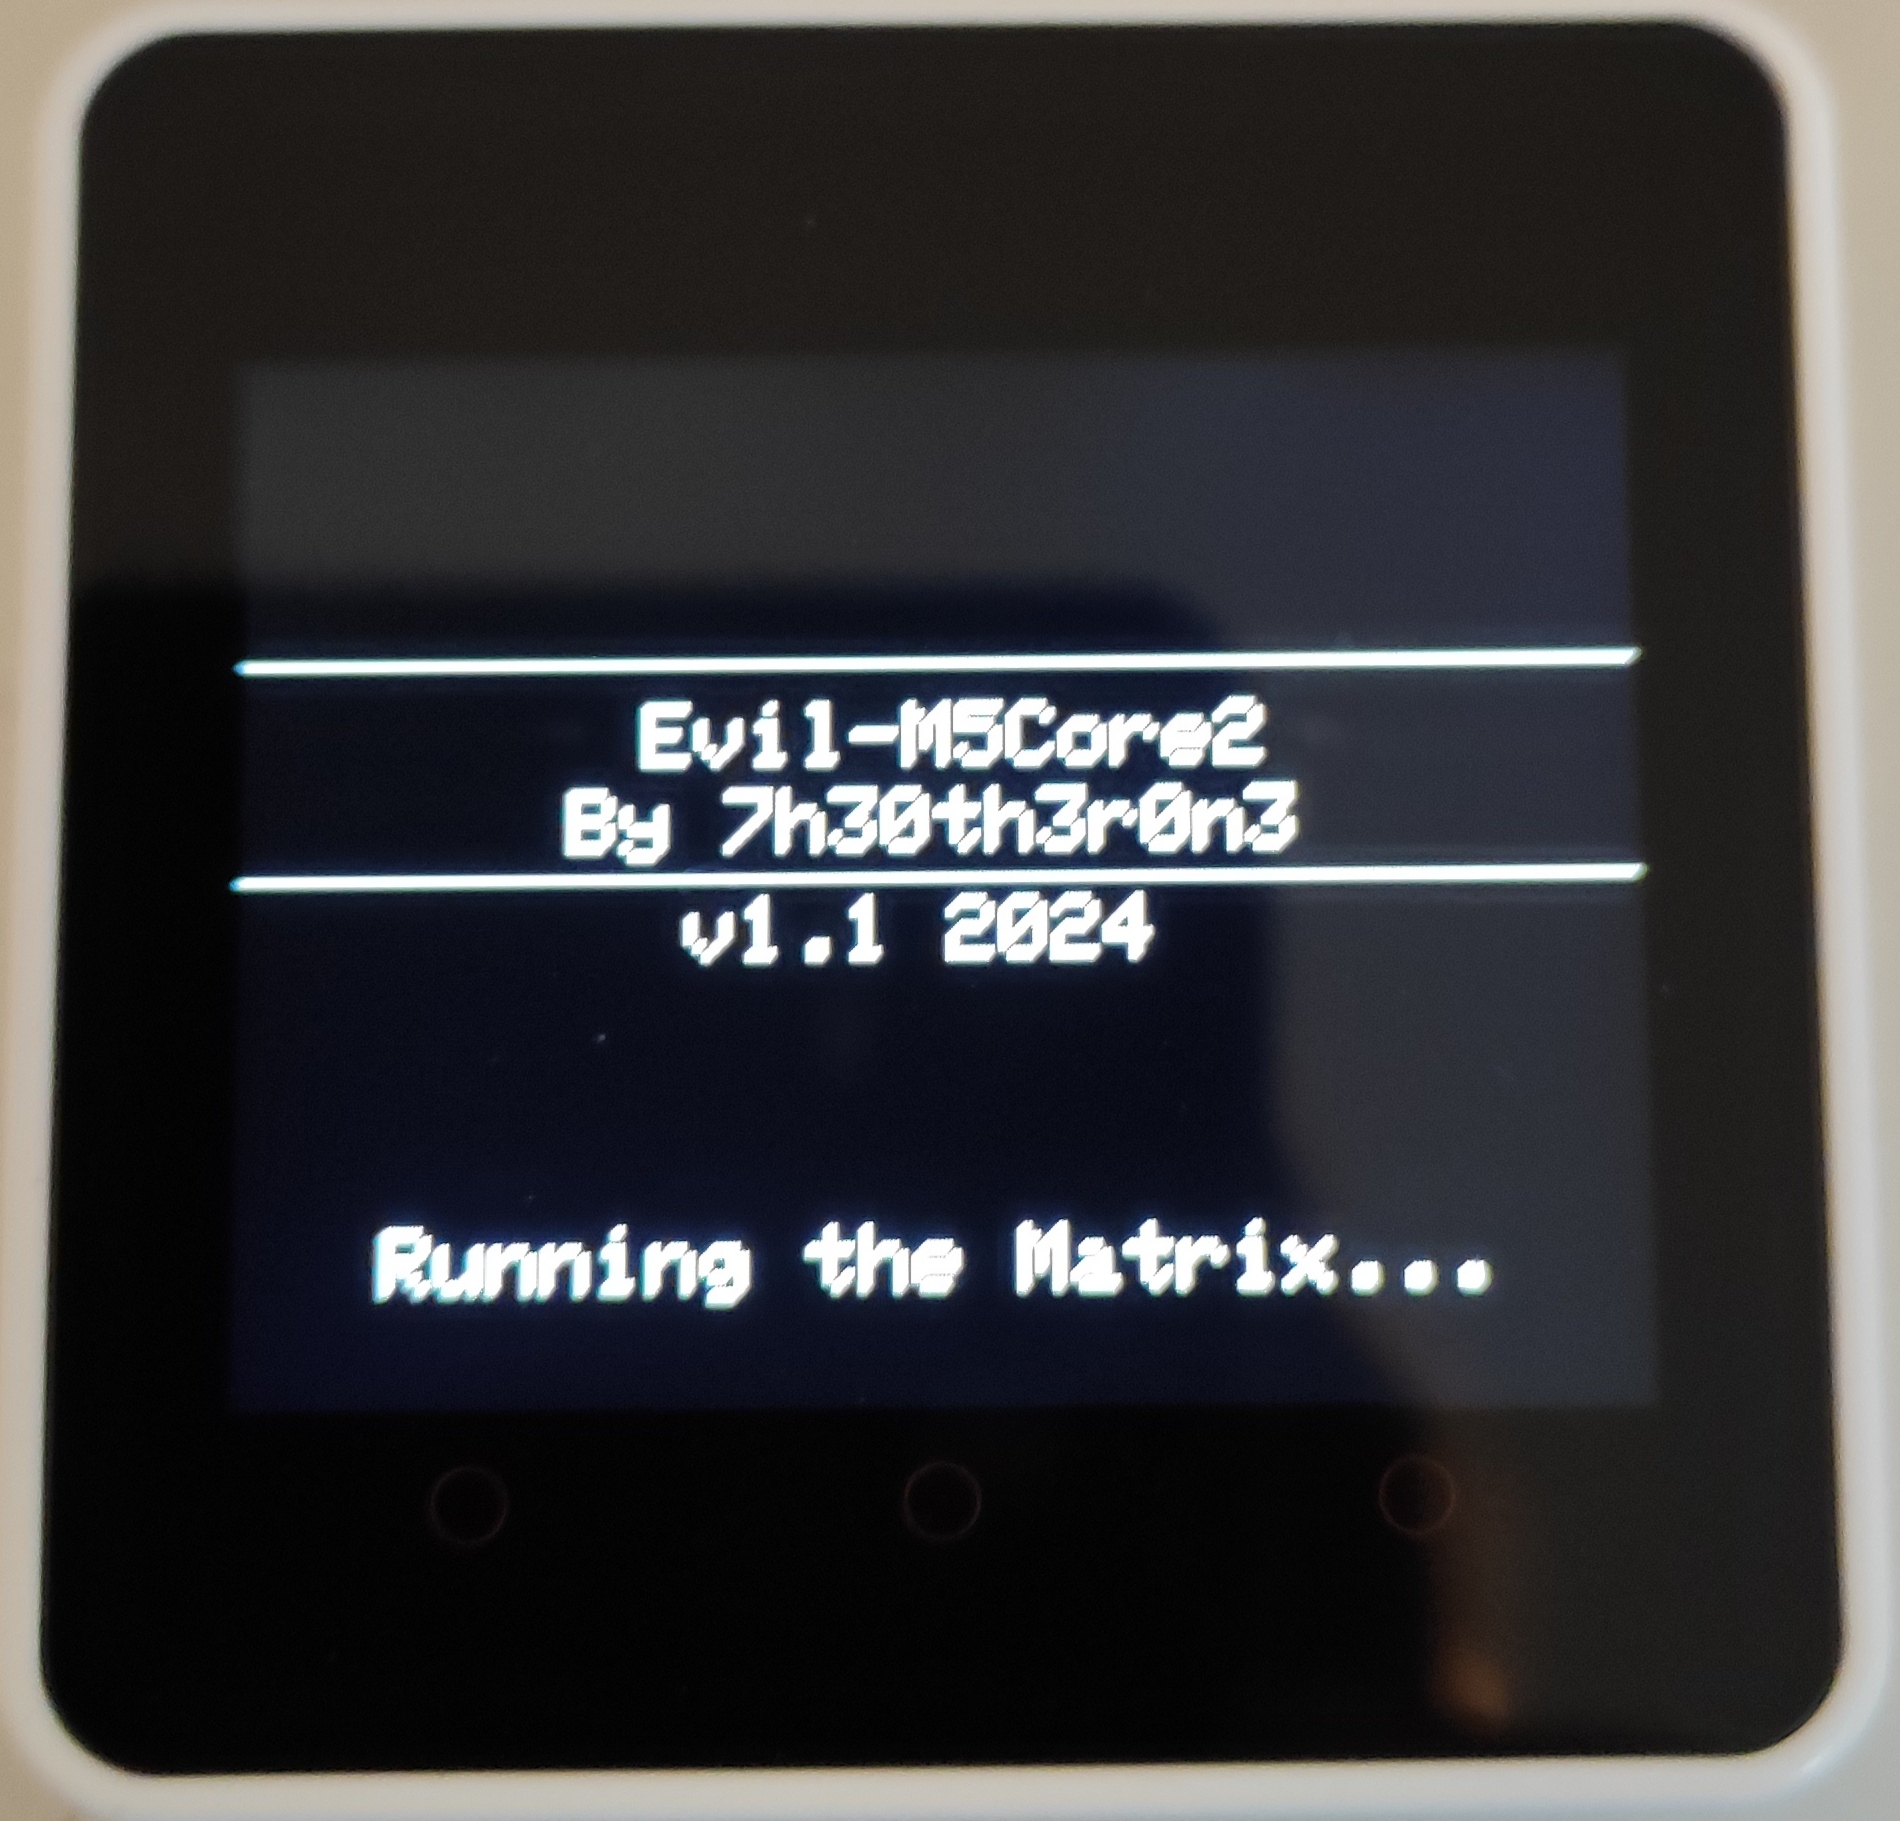 Evil-M5Core2
By 7h30th3r0n3
v1.1 2024
Running the Matrix...